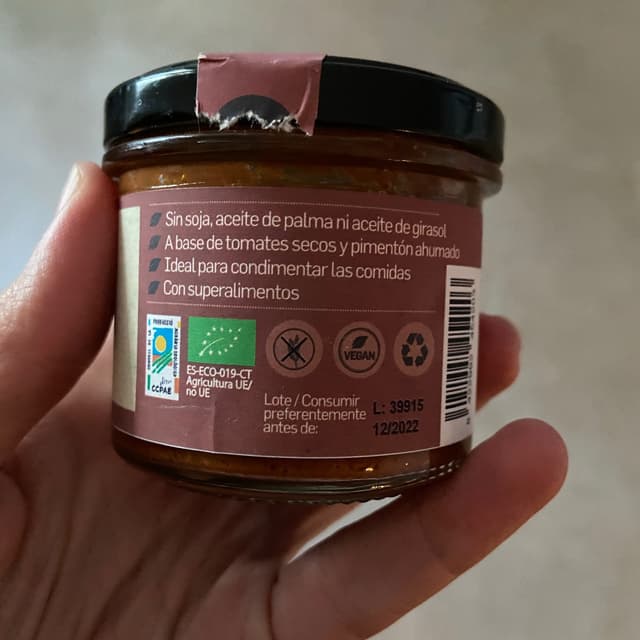 Sin soja, aceite de palma ni aceite de girasol
A base de tomates secos y pimentón ahumado
Ideal para condimentar las comidas
Con superalimentos
CCPAE
ES-ECO-019-CT
Agricultura UE/
no UE
VEGAN
Lote / Consumir
preferentemente
antes de:
L: 39915
12/2022